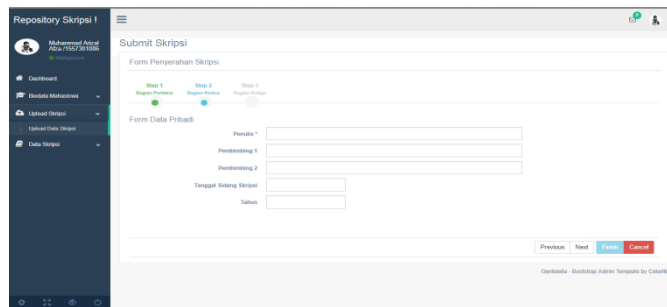 Repository Skripsi !
Muhammad Arizal
Afza /1557301086
Mahasiswa
Dashboard
Biodata Mahasiswa
Upload Skripsi
Upload Data Skripsi
Data Skripsi
Submit Skripsi
Form Penyerahan Skripsi
Step 1 Step 2 Step 3
Bagian Pertama Bagian Kedua Bagian Ketiga
Form Data Pribadi
Penulis *
Pembimbing 1
Pembimbing 2
Tanggal Sidang Skripsi
Tahun
Previous Next Finish Cancel
Gentelella - Bootstrap Admin Template by Colorlib